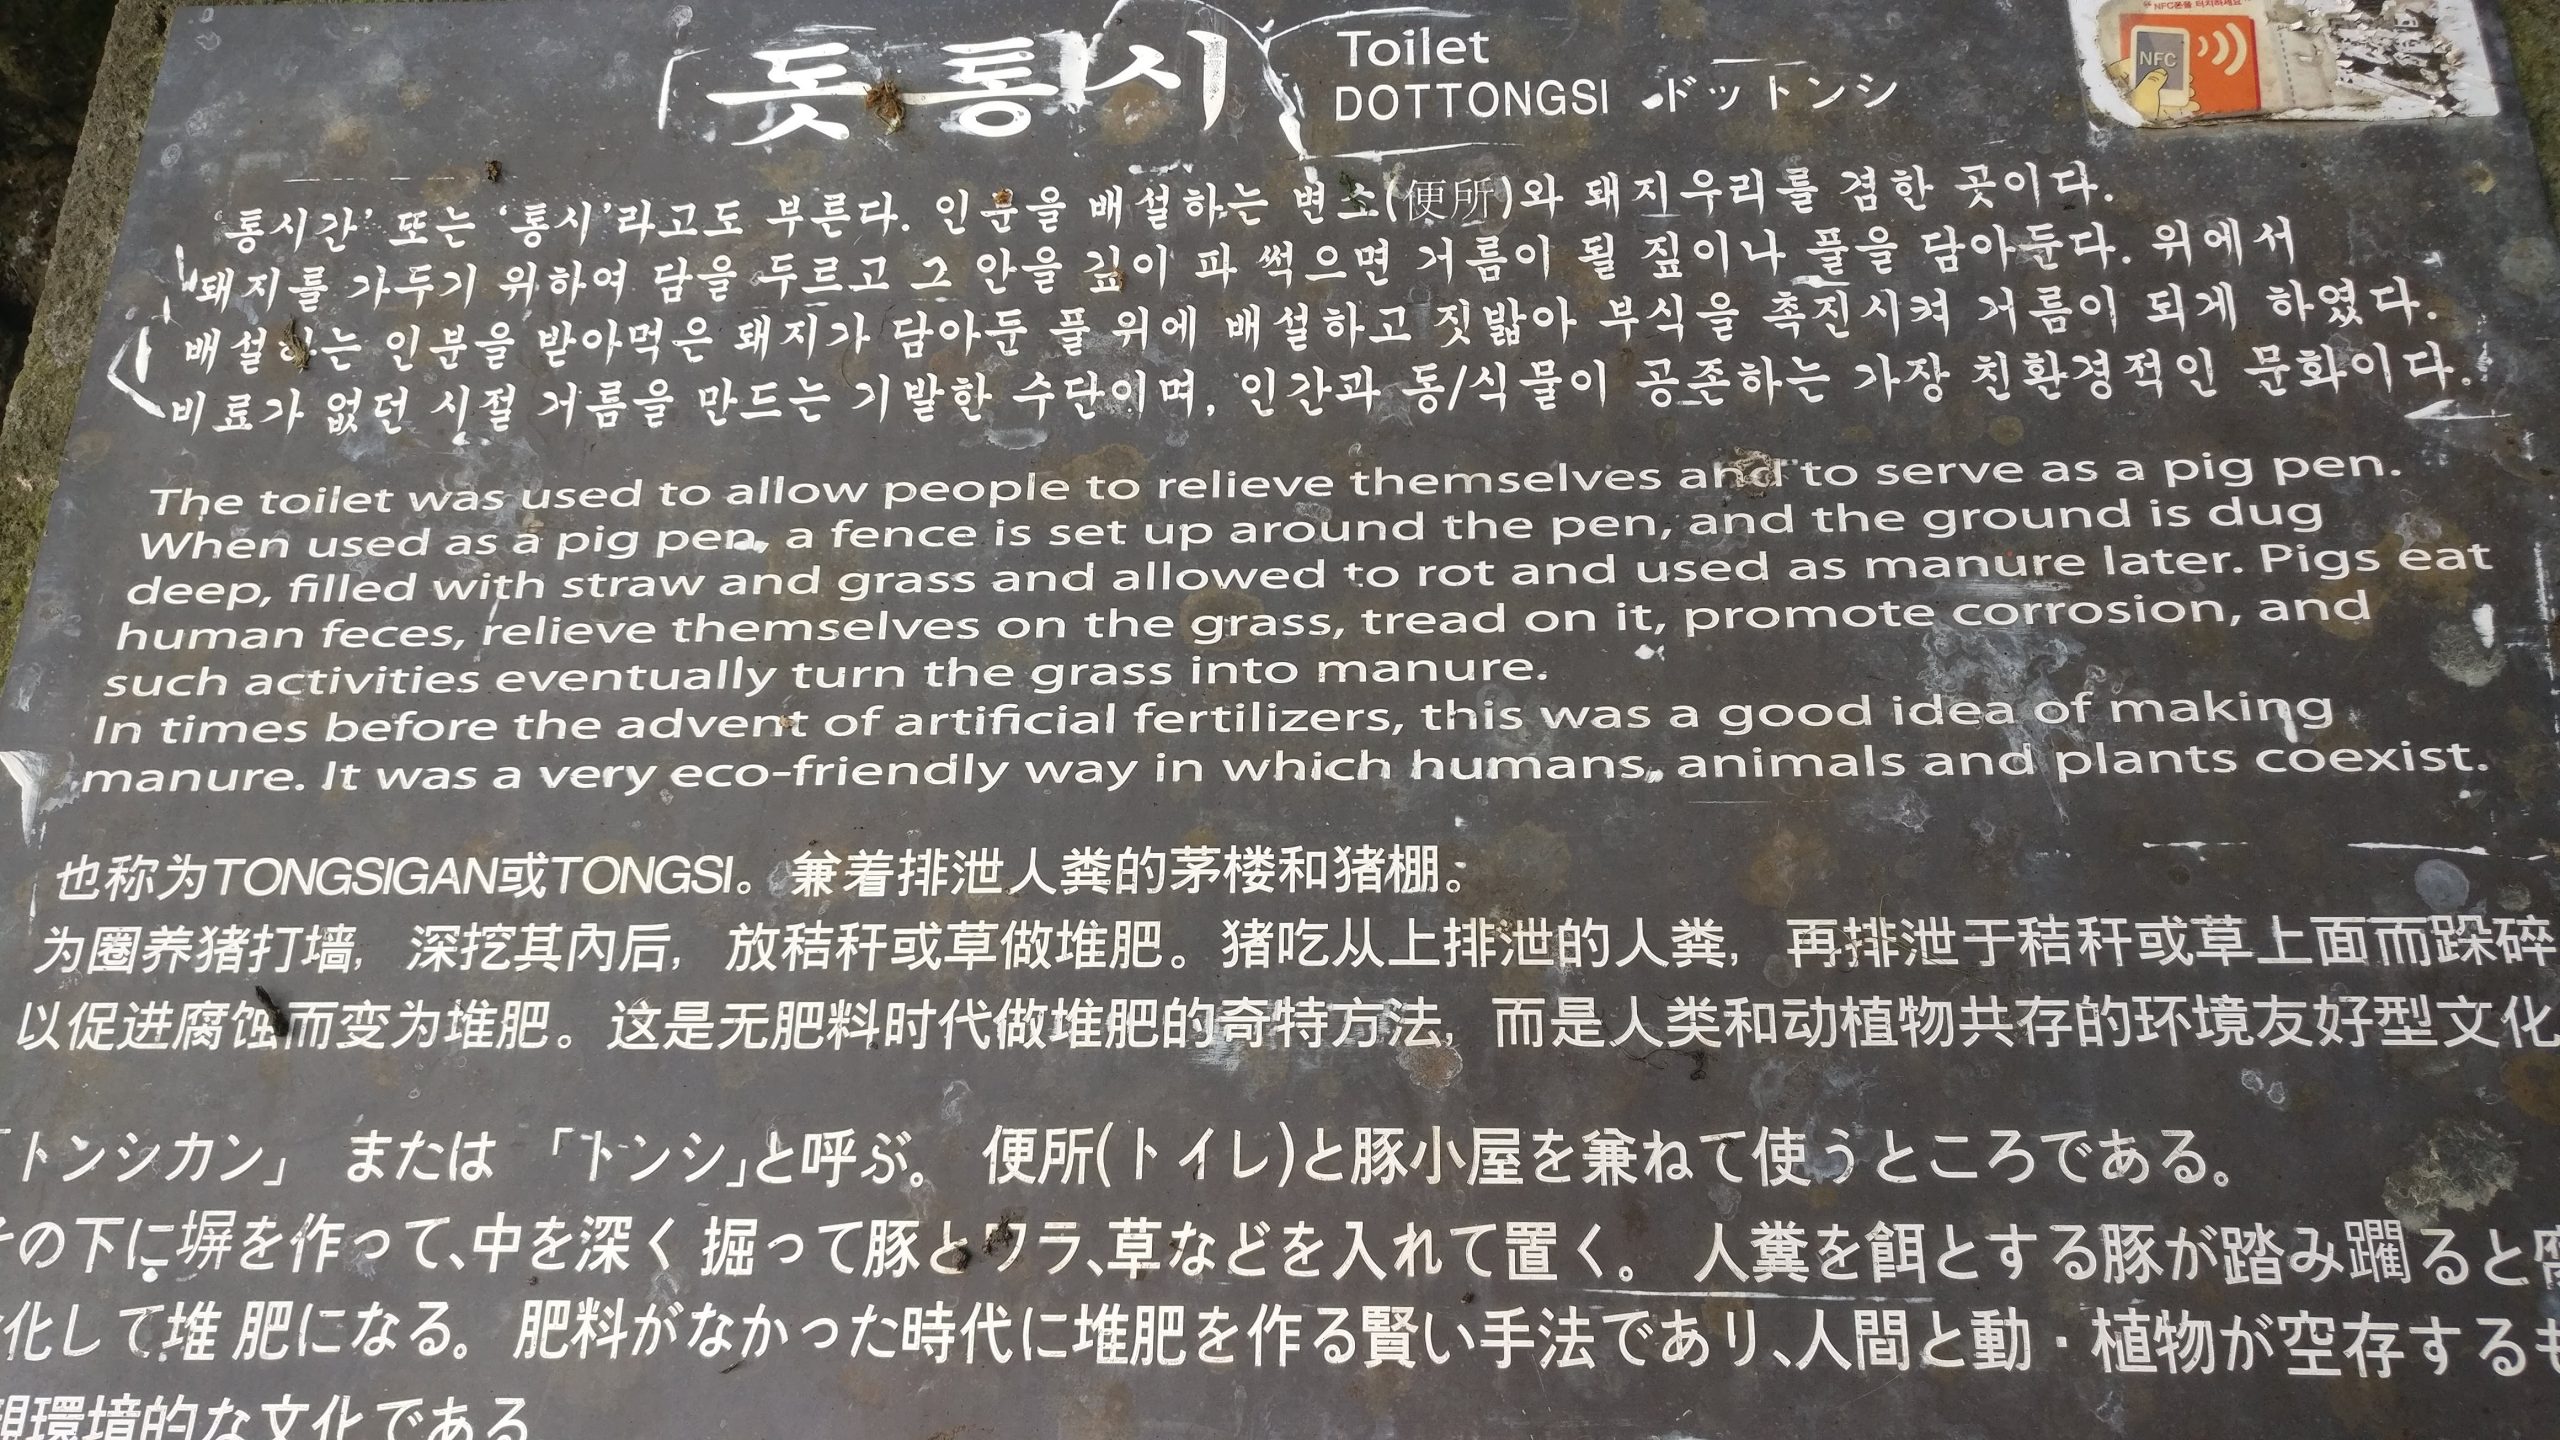 돗통시
Toilet
DOTTONGSI ドットンシ
NFC
'통시간' 또는 '통시'라고도 부른다. 인분을 배설하는 변소(便所)와 돼지우리를 겸한 곳이다.
돼지를 가두기 위하여 담을 두르고 그 안을 깊이 파 썩으면 거름이 될 짚이나 풀을 담아둔다. 위에서
배설하는 인분을 받아먹은 돼지가 담아둔 풀 위에 배설하고 짓밟아 부식을 촉진시켜 거름이 되게 하였다.
비료가 없던 시절 거름을 만드는 기발한 수단이며, 인간과 동/식물이 공존하는 가장 친환경적인 문화이다.
The toilet was used to allow people to relieve themselves and to serve as a pig pen.
When used as a pig pen, a fence is set up around the pen, and the ground is dug
deep, filled with straw and grass and allowed to rot and used as manure later. Pigs eat
human feces, relieve themselves on the grass, tread on it, promote corrosion, and
such activities eventually turn the grass into manure.
In times before the advent of artificial fertilizers, this was a good idea of making
manure. It was a very eco-friendly way in which humans, animals and plants coexist.
也称为TONGSIGAN或TONGSI。兼着排泄人粪的茅楼和猪棚。
为圈养猪打墙，深挖其內后，放秸秆或草做堆肥。猪吃从上排泄的人粪，再排泄于秸秆或草上面而跺碎
以促进腐蚀而变为堆肥。这是无肥料时代做堆肥的奇特方法，而是人类和动植物共存的环境友好型文化
「トンシカン」 または 「トンシ」と呼ぶ。 便所(トイレ)と豚小屋を兼ねて使うところである。
その下に塀を作って、中を深く 掘って豚とワラ、草などを入れて置く。 人糞を餌とする豚が踏み躙ると腐
化して堆 肥になる。 肥料がなかった時代に堆肥を作る賢い手法であり、人間と動・植物が空存するも
環境的な文化である